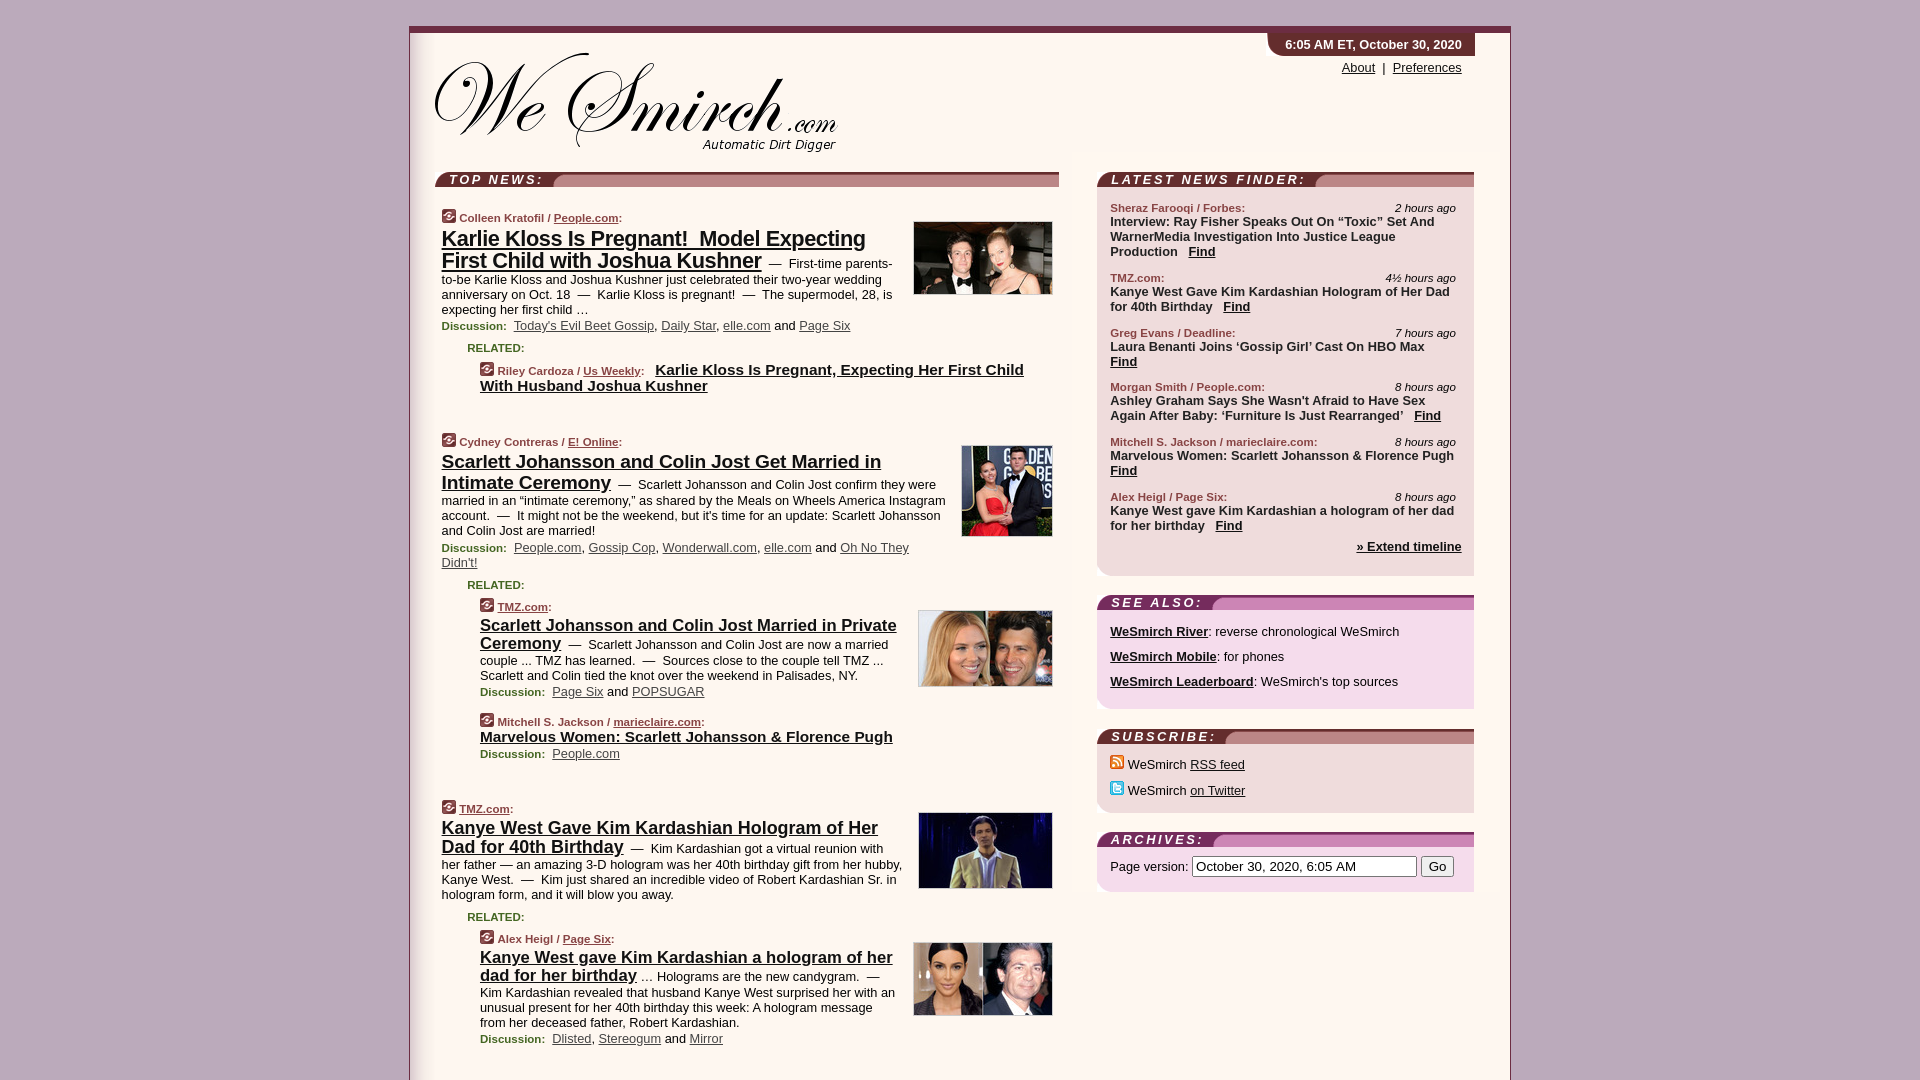 6:05 AM ET, October 30, 2020
About | Preferences
We Smirch.com
Automatic Dirt Digger
TOP NEWS:
Colleen Kratofil / People.com:
Karlie Kloss Is Pregnant!  Model Expecting
First Child with Joshua Kushner — First-time parents-
to-be Karlie Kloss and Joshua Kushner just celebrated their two-year wedding
anniversary on Oct. 18 — Karlie Kloss is pregnant! — The supermodel, 28, is
expecting her first child …
Discussion: Today's Evil Beet Gossip, Daily Star, elle.com and Page Six
RELATED:
Riley Cardoza / Us Weekly: Karlie Kloss Is Pregnant, Expecting Her First Child
With Husband Joshua Kushner
Cydney Contreras / E! Online:
Scarlett Johansson and Colin Jost Get Married in
Intimate Ceremony — Scarlett Johansson and Colin Jost confirm they were
married in an “intimate ceremony,” as shared by the Meals on Wheels America Instagram
account. — It might not be the weekend, but it's time for an update: Scarlett Johansson
and Colin Jost are married!
Discussion: People.com, Gossip Cop, Wonderwall.com, elle.com and Oh No They
Didn't!
RELATED:
TMZ.com:
Scarlett Johansson and Colin Jost Married in Private
Ceremony — Scarlett Johansson and Colin Jost are now a married
couple ... TMZ has learned. — Sources close to the couple tell TMZ ...
Scarlett and Colin tied the knot over the weekend in Palisades, NY.
Discussion: Page Six and POPSUGAR
Mitchell S. Jackson / marieclaire.com:
Marvelous Women: Scarlett Johansson & Florence Pugh
Discussion: People.com
TMZ.com:
Kanye West Gave Kim Kardashian Hologram of Her
Dad for 40th Birthday — Kim Kardashian got a virtual reunion with
her father — an amazing 3-D hologram was her 40th birthday gift from her hubby,
Kanye West. — Kim just shared an incredible video of Robert Kardashian Sr. in
hologram form, and it will blow you away.
RELATED:
Alex Heigl / Page Six:
Kanye West gave Kim Kardashian a hologram of her
dad for her birthday … Holograms are the new candygram. —
Kim Kardashian revealed that husband Kanye West surprised her with an
unusual present for her 40th birthday this week: A hologram message
from her deceased father, Robert Kardashian.
Discussion: Dlisted, Stereogum and Mirror
LATEST NEWS FINDER:
Sheraz Farooqi / Forbes: 2 hours ago
Interview: Ray Fisher Speaks Out On “Toxic” Set And
WarnerMedia Investigation Into Justice League
Production Find
TMZ.com: 4½ hours ago
Kanye West Gave Kim Kardashian Hologram of Her Dad
for 40th Birthday Find
Greg Evans / Deadline: 7 hours ago
Laura Benanti Joins ‘Gossip Girl’ Cast On HBO Max
Find
Morgan Smith / People.com: 8 hours ago
Ashley Graham Says She Wasn't Afraid to Have Sex
Again After Baby: ‘Furniture Is Just Rearranged’ Find
Mitchell S. Jackson / marieclaire.com: 8 hours ago
Marvelous Women: Scarlett Johansson & Florence Pugh
Find
Alex Heigl / Page Six: 8 hours ago
Kanye West gave Kim Kardashian a hologram of her dad
for her birthday Find
» Extend timeline
SEE ALSO:
WeSmirch River: reverse chronological WeSmirch
WeSmirch Mobile: for phones
WeSmirch Leaderboard: WeSmirch's top sources
SUBSCRIBE:
WeSmirch RSS feed
WeSmirch on Twitter
ARCHIVES:
Page version: October 30, 2020, 6:05 AM Go